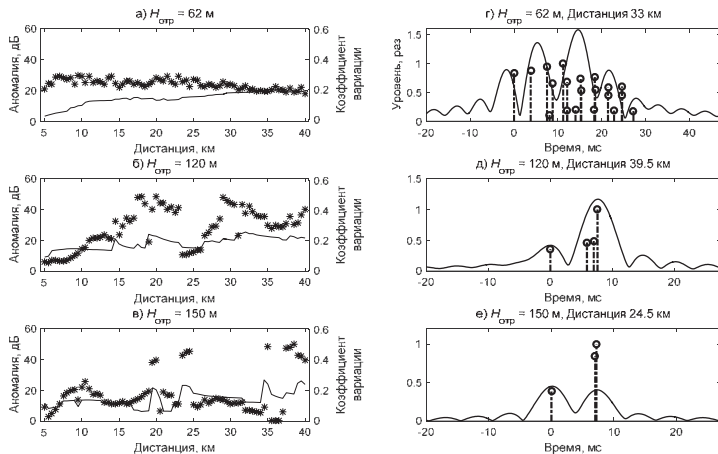 а) Hотр = 62 м
Аномалия, дБ
60
40
20
0
5 10 15 20 25 30 35 40
0.6
0.4
0.2
0
Коэффициент вариации
Дистанция, км
г) Hотр = 62 м, Дистанция 33 км
Уровень, раз
1.5
1
0.5
0
-20 -10 0 10 20 30 40
Время, мс
б) Hотр = 120 м
Аномалия, дБ
60
40
20
0
5 10 15 20 25 30 35 40
0.6
0.4
0.2
0
Коэффициент вариации
Дистанция, км
д) Hотр = 120 м, Дистанция 39.5 км
1.5
1
0.5
0
-20 -10 0 10 20
Время, мс
в) Hотр = 150 м
Аномалия, дБ
60
40
20
0
5 10 15 20 25 30 35 40
0.6
0.4
0.2
0
Коэффициент вариации
Дистанция, км
е) Hотр = 150 м, Дистанция 24.5 км
1
0.5
0
-20 -10 0 10 20
Время, мс